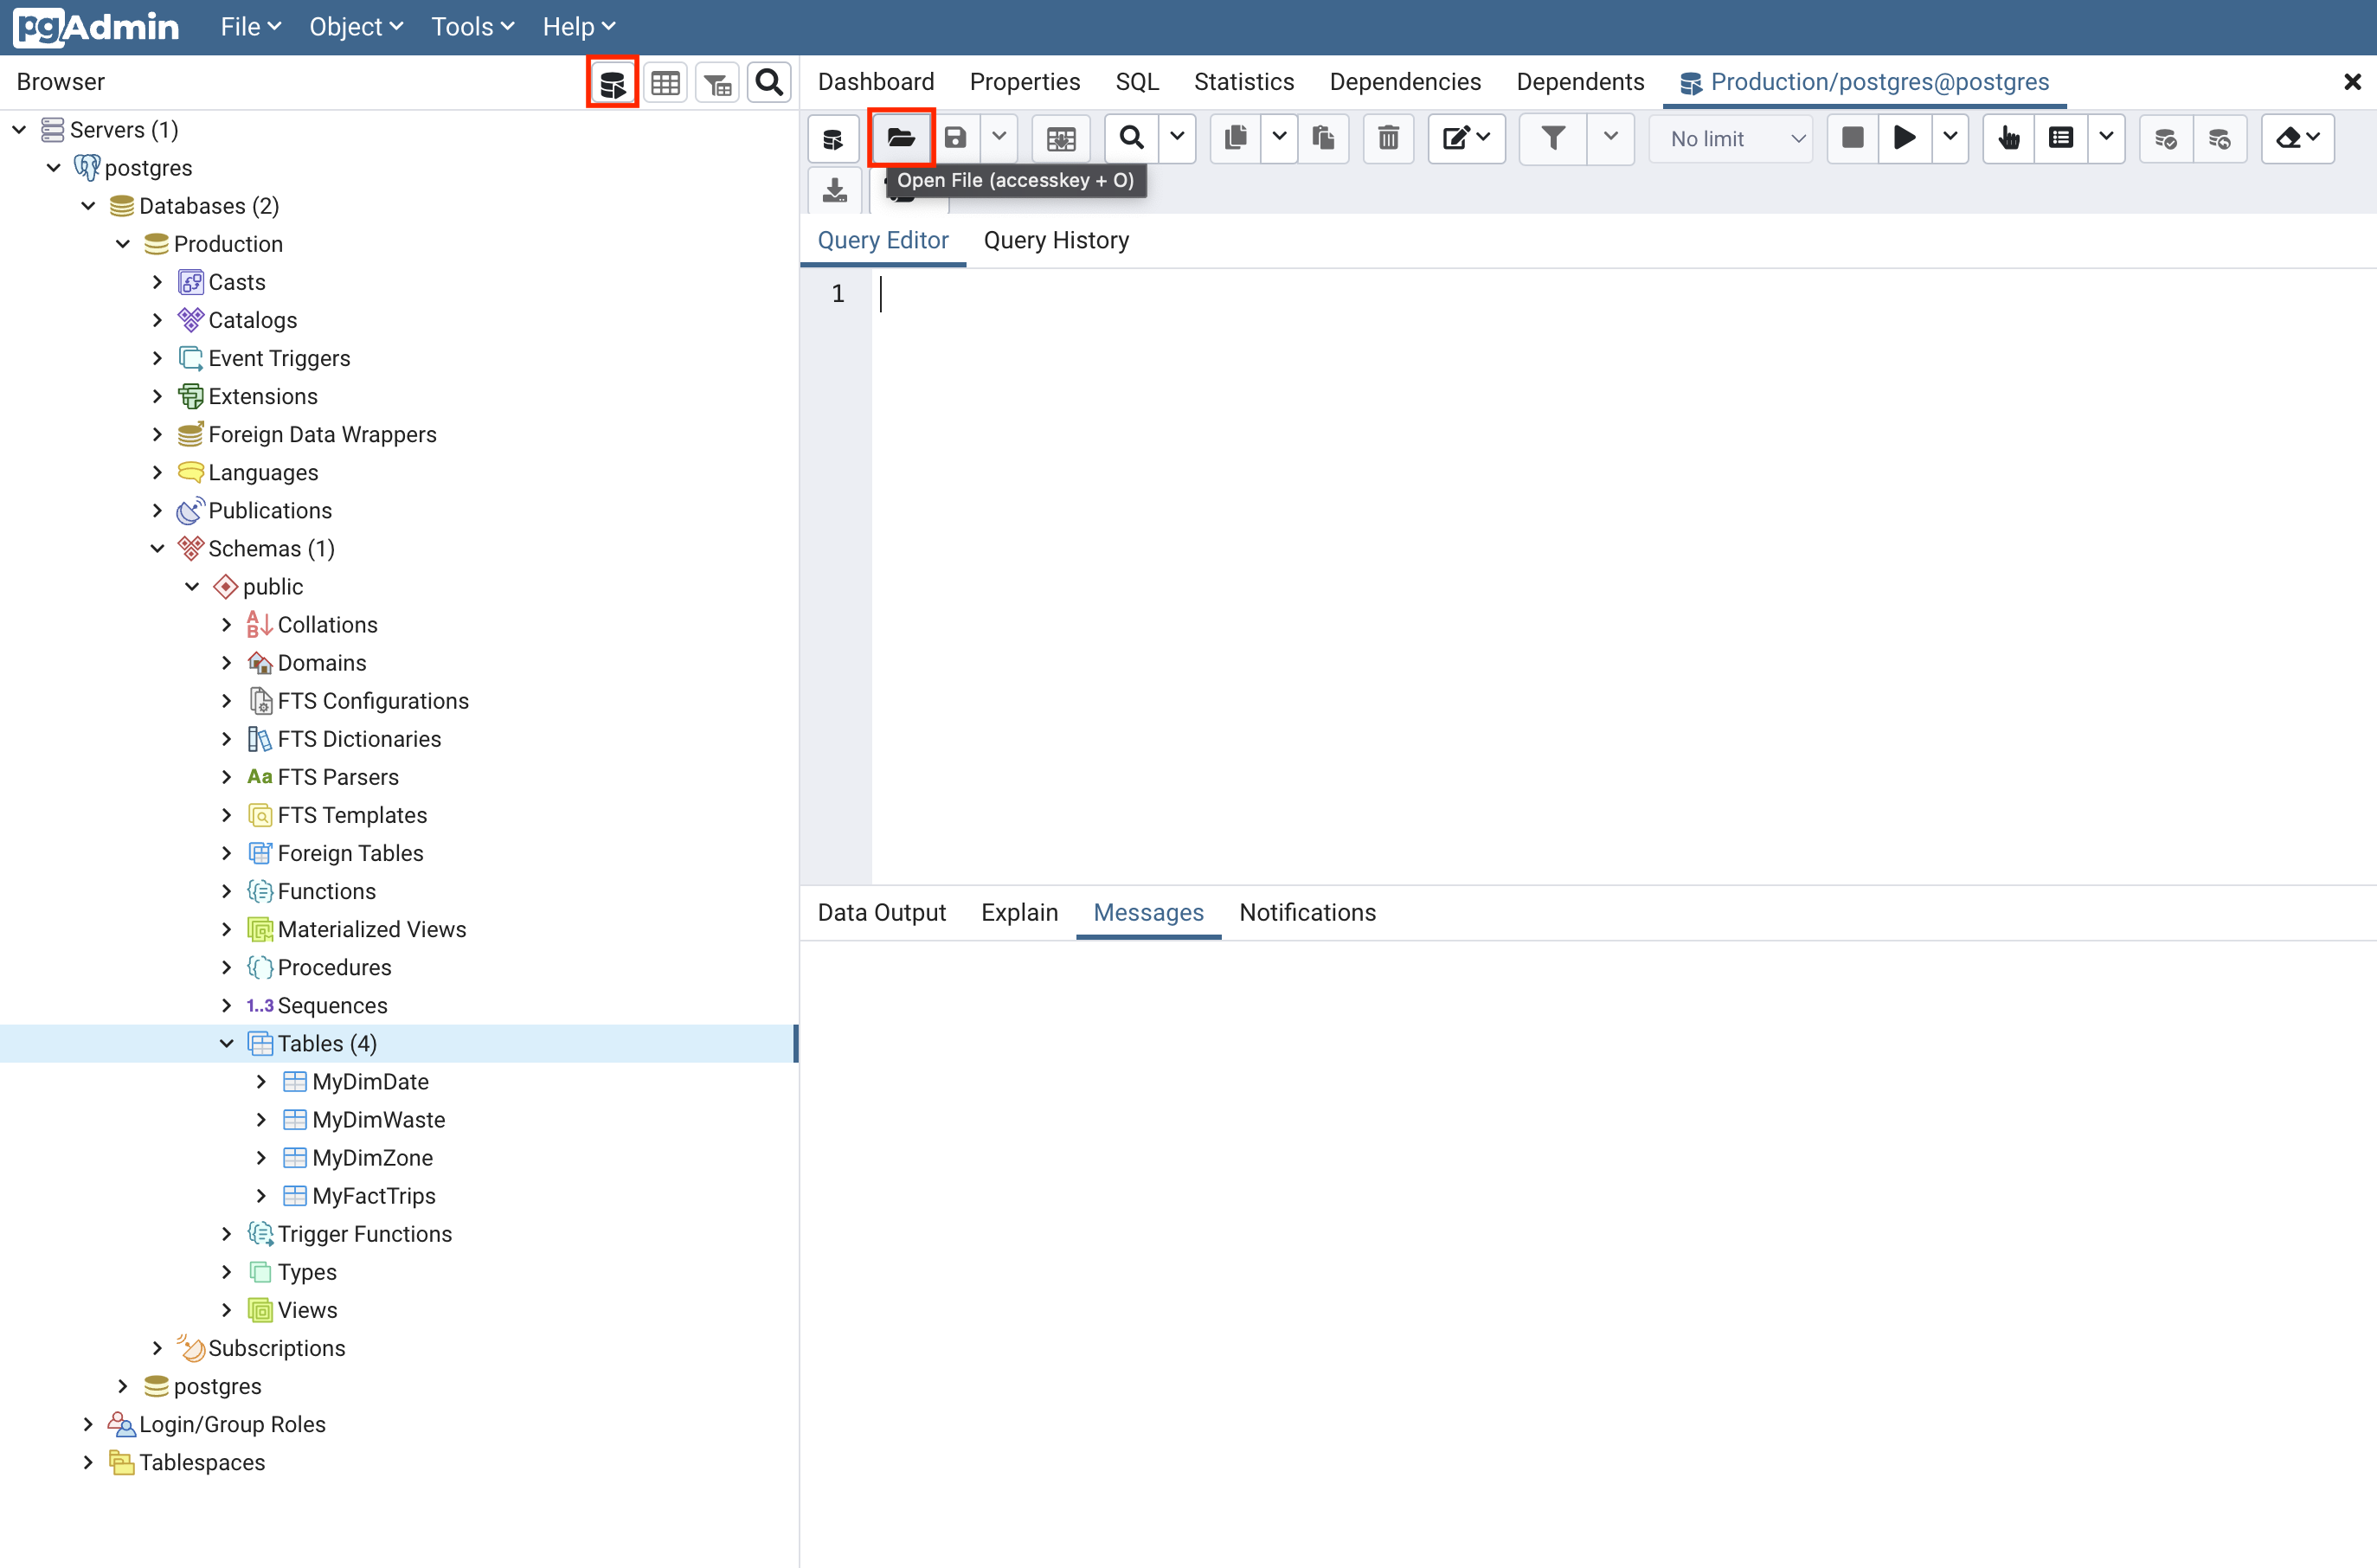 pgAdmin File Object Tools Help
Browser
Dashboard Properties SQL Statistics Dependencies Dependents Production/postgres@postgres
No limit
Open File (accesskey + O)
Query Editor Query History
1
Servers (1)
postgres
Databases (2)
Production
Casts
Catalogs
Event Triggers
Extensions
Foreign Data Wrappers
Languages
Publications
Schemas (1)
public
Collations
Domains
FTS Configurations
FTS Dictionaries
Aa FTS Parsers
FTS Templates
Foreign Tables
Functions
Materialized Views
Procedures
1..3 Sequences
Tables (4)
MyDimDate
MyDimWaste
MyDimZone
MyFactTrips
Trigger Functions
Types
Views
Subscriptions
postgres
Login/Group Roles
Tablespaces
Data Output Explain Messages Notifications